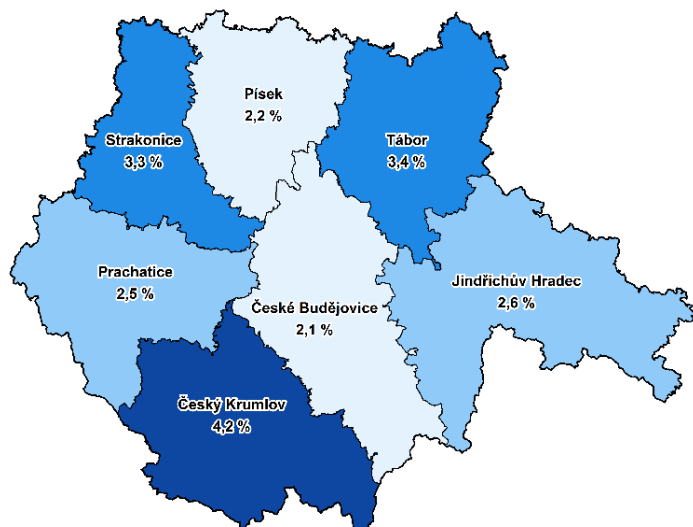 Písek
2,2 %
Strakonice
3,3 %
Tábor
3,4 %
Prachatice
2,5 %
Jindřichův Hradec
2,6 %
České Budějovice
2,1 %
Český Krumlov
4,2 %